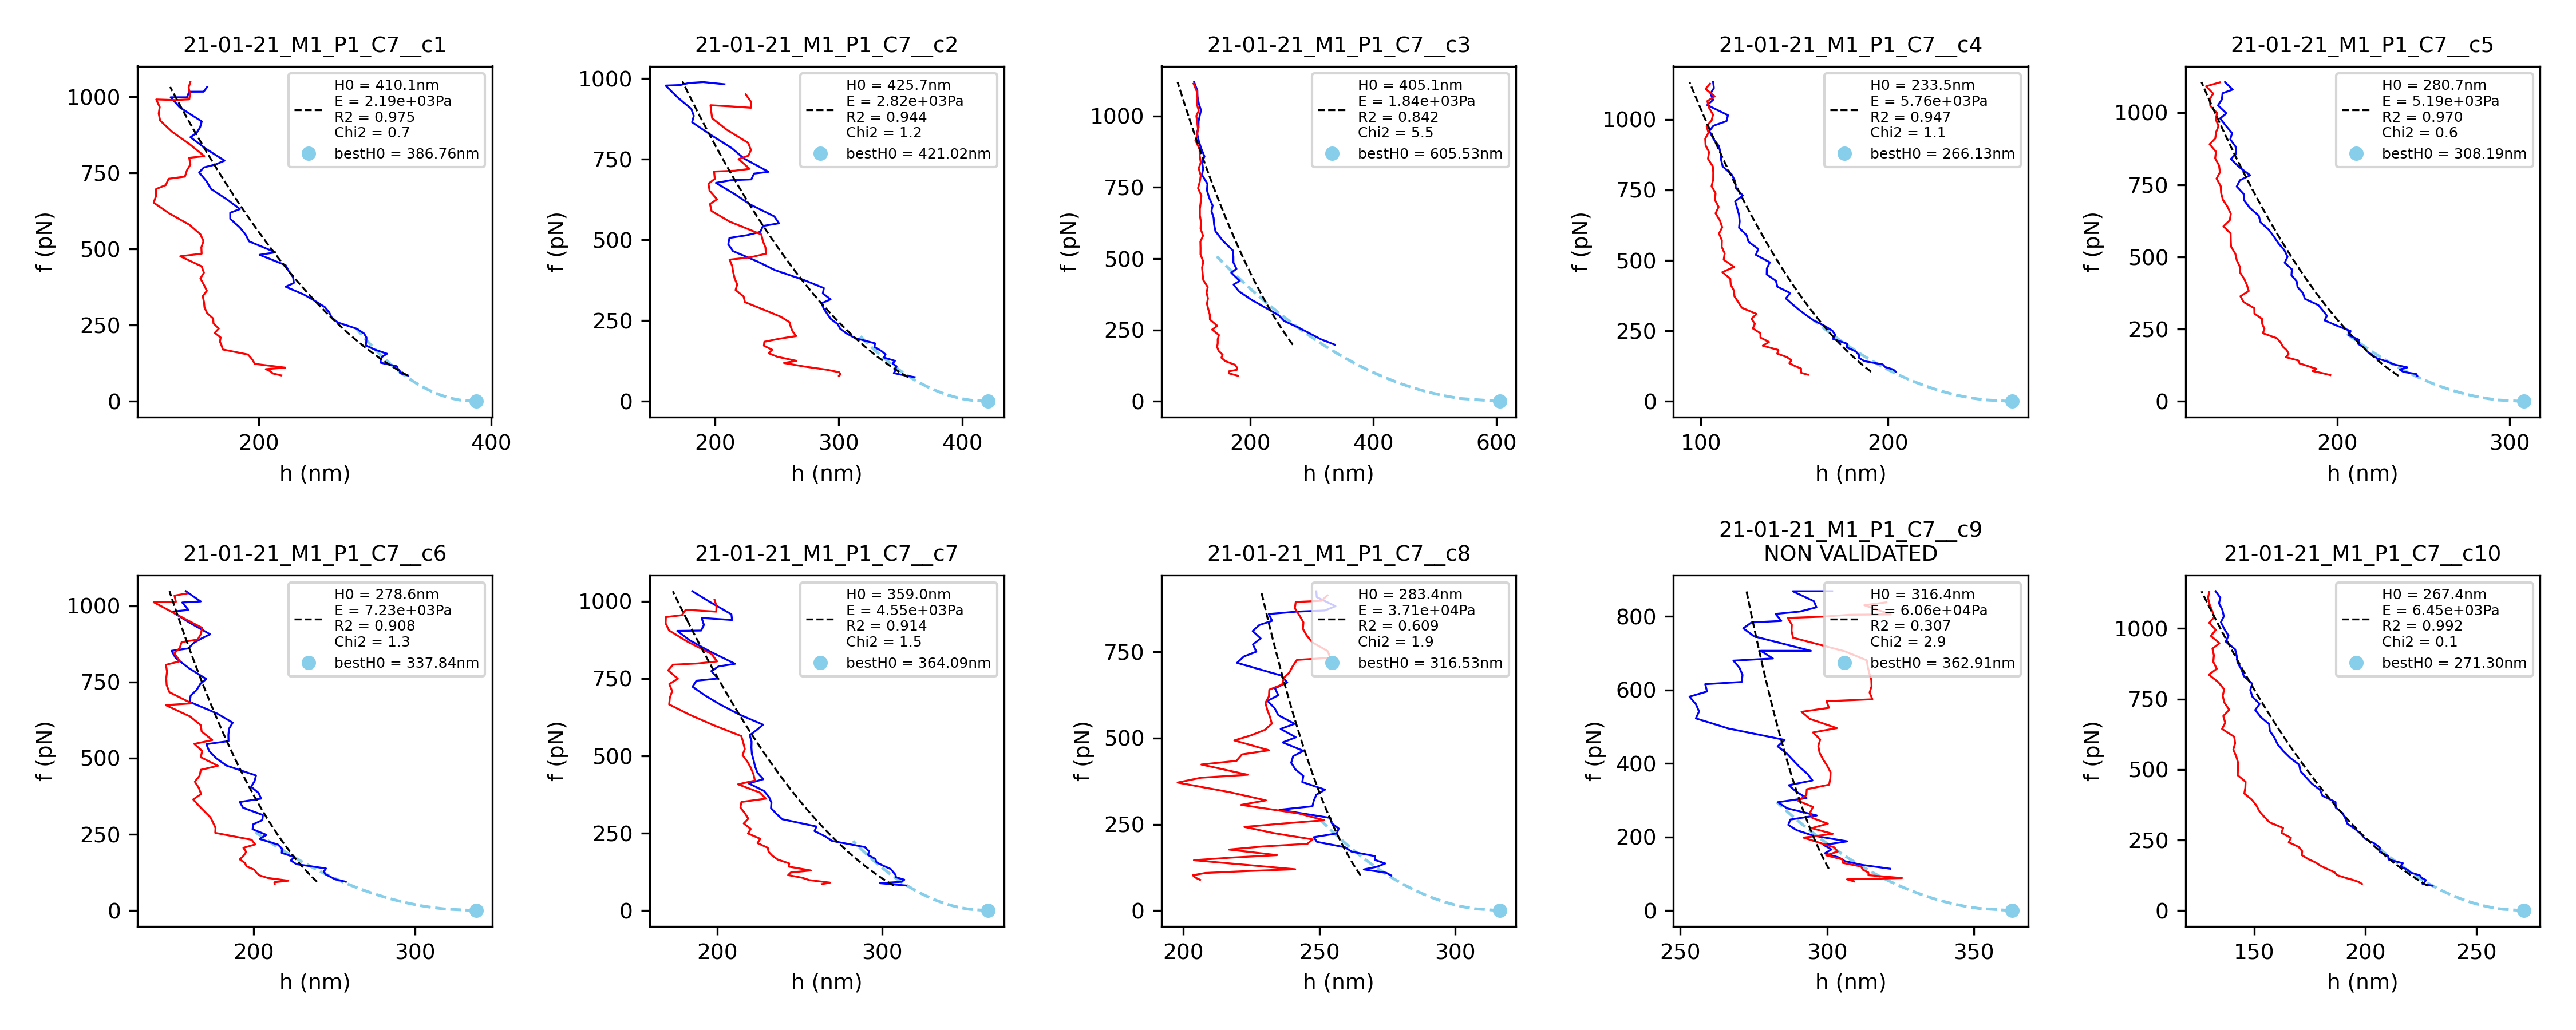 21-01-21_M1_P1_C7__c1
H0 = 410.1nm
E = 2.19e+03Pa
R2 = 0.975
Chi2 = 0.7
bestH0 = 386.76nm
f (pN)
1000
750
500
250
0
200
400
h (nm)
21-01-21_M1_P1_C7__c2
H0 = 425.7nm
E = 2.82e+03Pa
R2 = 0.944
Chi2 = 1.2
bestH0 = 421.02nm
f (pN)
1000
750
500
250
0
200
300
400
h (nm)
21-01-21_M1_P1_C7__c3
H0 = 405.1nm
E = 1.84e+03Pa
R2 = 0.842
Chi2 = 5.5
bestH0 = 605.53nm
f (pN)
1000
750
500
250
0
200
400
600
h (nm)
21-01-21_M1_P1_C7__c4
H0 = 233.5nm
E = 5.76e+03Pa
R2 = 0.947
Chi2 = 1.1
bestH0 = 266.13nm
f (pN)
1000
750
500
250
0
100
200
h (nm)
21-01-21_M1_P1_C7__c5
H0 = 280.7nm
E = 5.19e+03Pa
R2 = 0.970
Chi2 = 0.6
bestH0 = 308.19nm
f (pN)
1000
750
500
250
0
200
300
h (nm)
21-01-21_M1_P1_C7__c6
H0 = 278.6nm
E = 7.23e+03Pa
R2 = 0.908
Chi2 = 1.3
bestH0 = 337.84nm
f (pN)
1000
750
500
250
0
200
300
h (nm)
21-01-21_M1_P1_C7__c7
H0 = 359.0nm
E = 4.55e+03Pa
R2 = 0.914
Chi2 = 1.5
bestH0 = 364.09nm
f (pN)
1000
750
500
250
0
200
300
h (nm)
21-01-21_M1_P1_C7__c8
H0 = 283.4nm
E = 3.71e+04Pa
R2 = 0.609
Chi2 = 1.9
bestH0 = 316.53nm
f (pN)
750
500
250
0
200
250
300
h (nm)
21-01-21_M1_P1_C7__c9
NON VALIDATED
H0 = 316.4nm
E = 6.06e+04Pa
R2 = 0.307
Chi2 = 2.9
bestH0 = 362.91nm
f (pN)
800
600
400
200
0
250
300
350
h (nm)
21-01-21_M1_P1_C7__c10
H0 = 267.4nm
E = 6.45e+03Pa
R2 = 0.992
Chi2 = 0.1
bestH0 = 271.30nm
f (pN)
1000
750
500
250
0
150
200
250
h (nm)